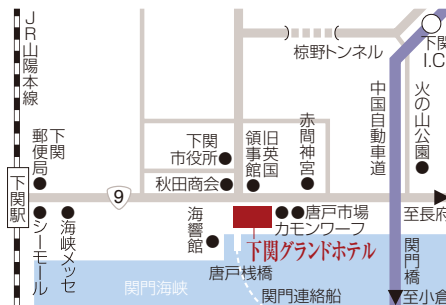 JR山陽本線
下関
I.C
椋野トンネル
中国自動車道
火の山公園
下関
郵便局
下関
市役所
旧英国
領事館
赤間神宮
秋田商会
下関駅
9
至長府
シーモール
海峡メッセ
海響館
唐戸市場
カモンワーフ
下関グランドホテル
唐戸桟橋
関門海峡
関門連絡船
関門橋
至小倉